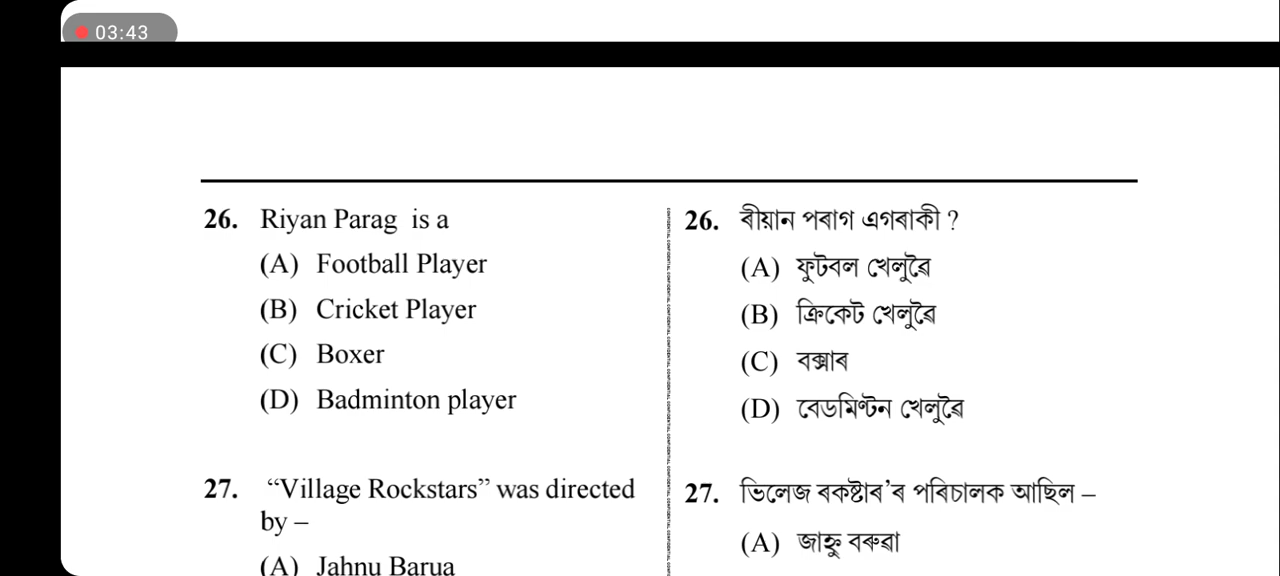 03:43
26. Riyan Parag is a
(A) Football Player
(B) Cricket Player
(C) Boxer
(D) Badminton player
27. “Village Rockstars” was directed
by –
(A) Jahnu Barua
26. ৰীয়ান পৰাগ এগৰাকী ?
(A) ফুটবল খেলুৱৈ
(B) ক্ৰিকেট খেলুৱৈ
(C) বক্সাৰ
(D) বেডমিণ্টন খেলুৱৈ
27. ভিলেজ ৰকষ্টাৰ’ৰ পৰিচালক আছিল –
(A) জাহ্নু বৰুৱা